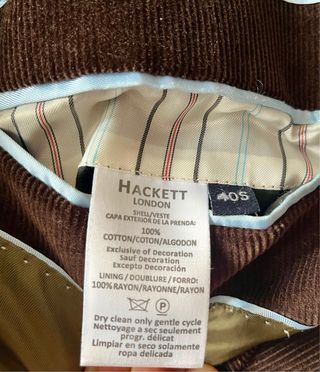 HACKETT
LONDON
SHELL/VESTE
CAPA EXTERIOR DE LA PRENDA:
100%
COTTON/COTON/ALGODON
Exclusive of Decoration
Sauf Decoration
Excepto Decoración
LINING / DOUBLURE / FORRO:
100% RAYON/RAYONNE/RAYON
Dry clean only gentle cycle
Nettoyage a sec seulement
progr. délicat
Limpiar en seco solamente
ropa delicada
40S